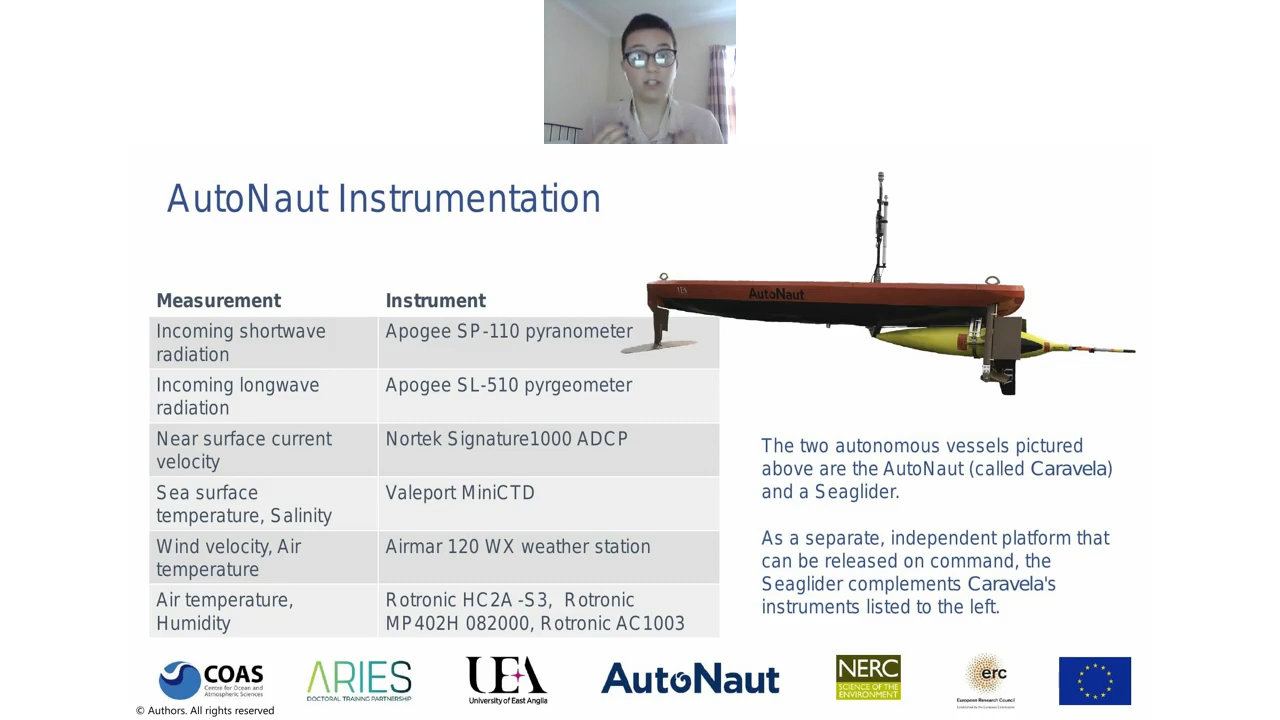 AutoNaut Instrumentation
UEA
AutoNaut
Measurement Instrument
Incoming shortwave radiation
Apogee SP-110 pyranometer
Incoming longwave radiation
Apogee SL-510 pyrgeometer
Near surface current velocity
Nortek Signature1000 ADCP
Sea surface temperature, Salinity
Valeport MiniCTD
Wind velocity, Air temperature
Airmar 120 WX weather station
Air temperature, Humidity
Rotronic HC2A -S3, Rotronic
MP402H 082000, Rotronic AC1003
The two autonomous vessels pictured
above are the AutoNaut (called Caravela)
and a Seaglider.
As a separate, independent platform that
can be released on command, the
Seaglider complements Caravela's
instruments listed to the left.
COAS
Centre for Ocean and
Atmospheric Sciences
ARIES
DOCTORAL TRAINING PARTNERSHIP
UEA
University of East Anglia
AutoNaut
NERC
SCIENCE OF THE
ENVIRONMENT
erc
European Research Council
© Authors. All rights reserved